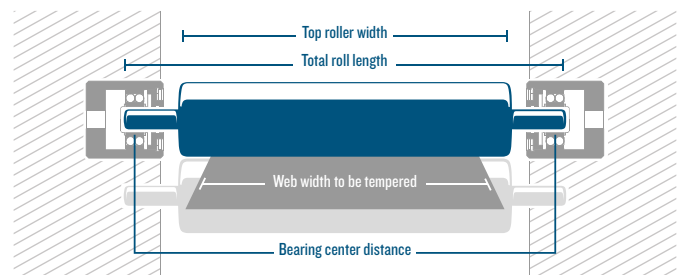 Top roller width
Total roll length
Web width to be tempered
Bearing center distance